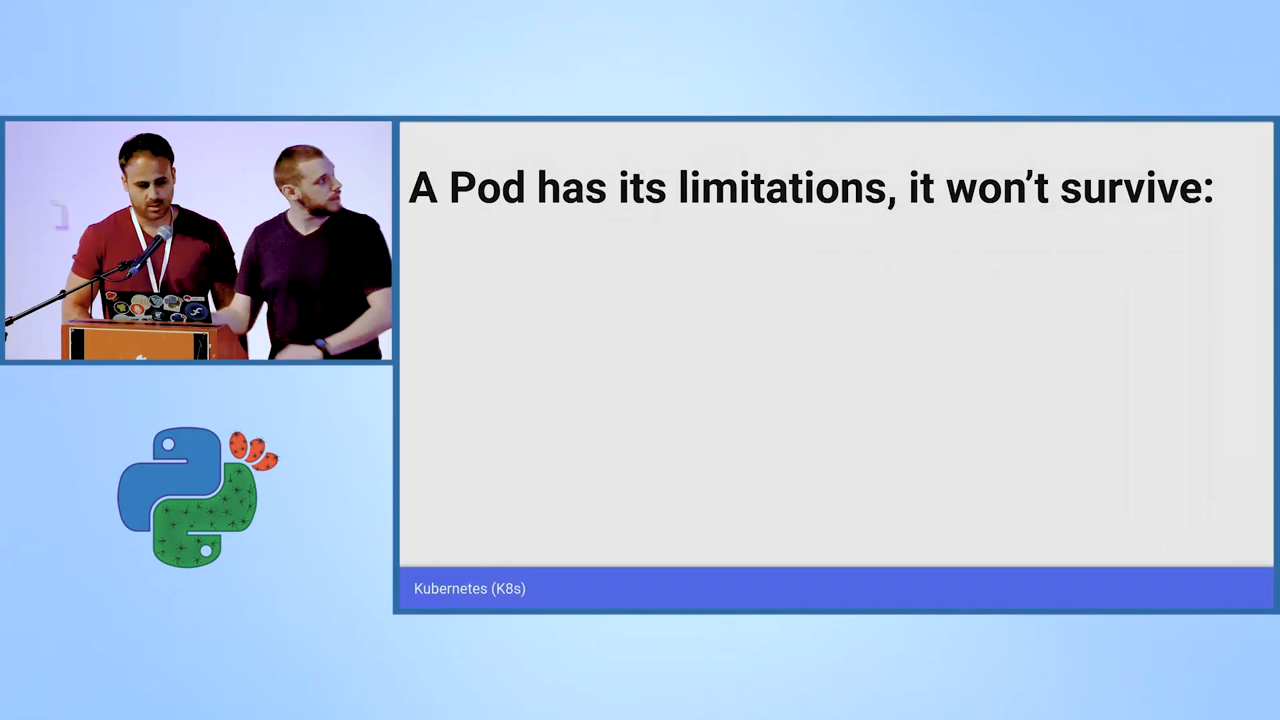 A Pod has its limitations, it won’t survive:
Kubernetes (K8s)